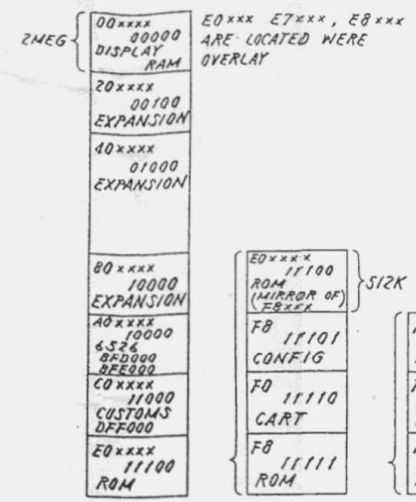 2MEG
00xxxx
00000
DISPLAY
RAM
E0xxx E7xxx, E8xxx
ARE LOCATED WERE
OVERLAY
20xxxx
00100
EXPANSION
40xxxx
01000
EXPANSION
80xxxx
10000
EXPANSION
A0xxxx
10000
6526
BFD000
BFE000
C0xxxx
11000
CUSTOMS
DFF000
E0xxxx
11100
ROM
E0xxxx
11100
ROM
(MIRROR OF)
F8xxx
512K
F8
11101
CONFIG
F0
11110
CART
F8
11111
ROM